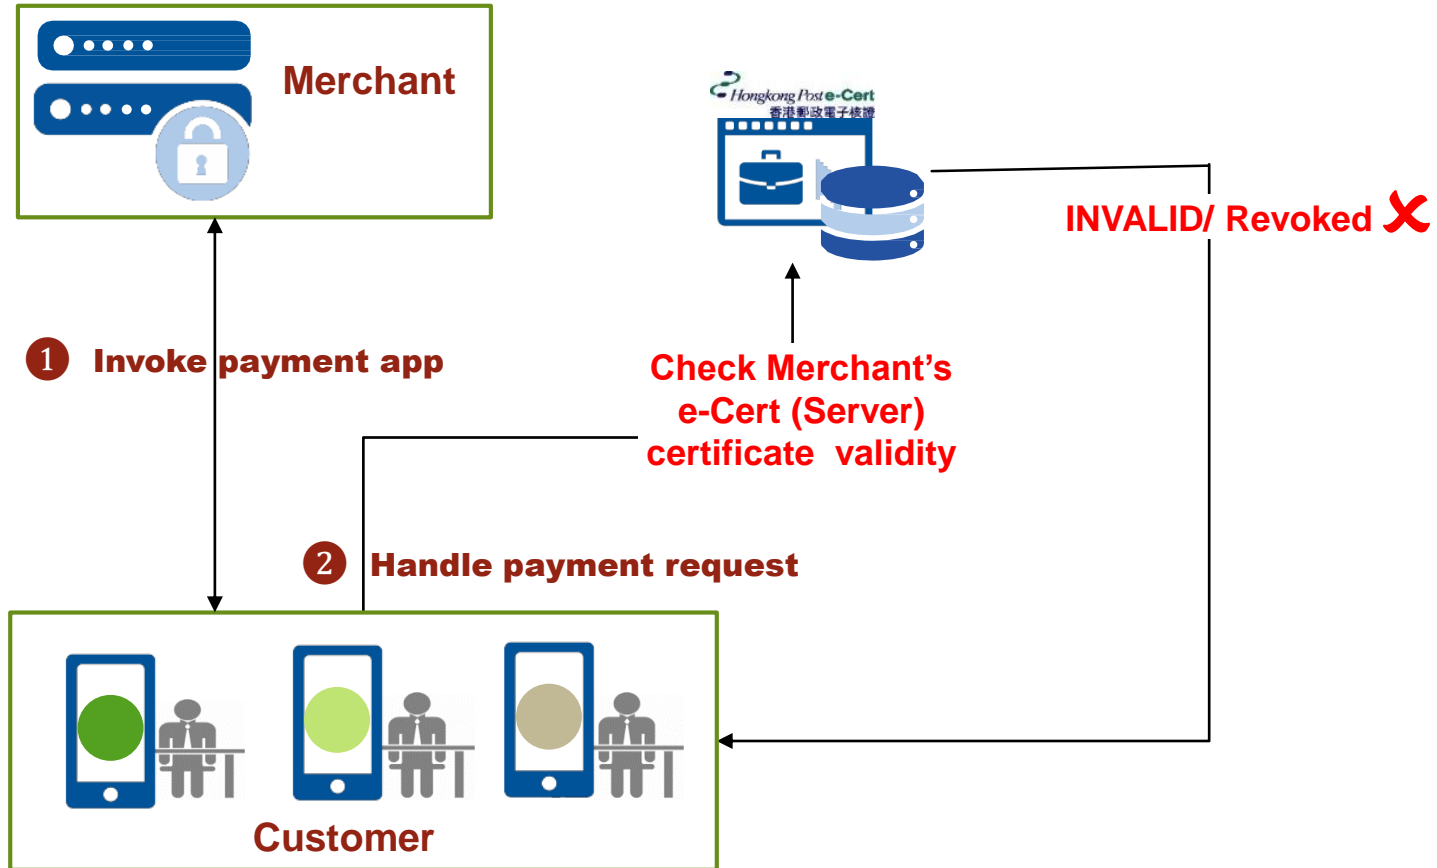 Merchant
Hongkong Post e-Cert
香港郵政電子核證
INVALID/ Revoked ✘
1 Invoke payment app
Check Merchant’s
e-Cert (Server)
certificate validity
2 Handle payment request
Customer